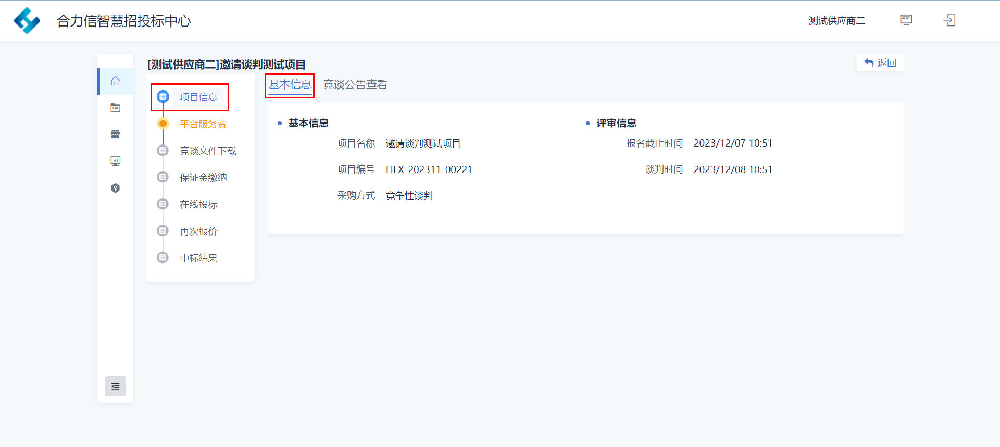 合力信智慧招投标中心
测试供应商二
[测试供应商二]邀请谈判测试项目
返回
项目信息
平台服务费
竞谈文件下载
保证金缴纳
在线投标
再次报价
中标结果
基本信息 竞谈公告查看
基本信息
项目名称 邀请谈判测试项目
项目编号 HLX-202311-00221
采购方式 竞争性谈判
评审信息
报名截止时间 2023/12/07 10:51
谈判时间 2023/12/08 10:51